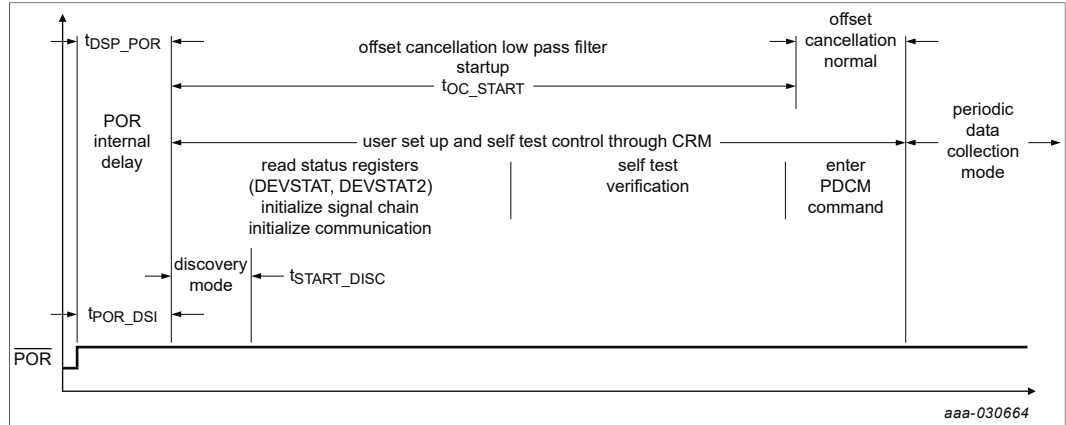 tDSP_POR
offset cancellation low pass filter
startup
tOC_START
offset
cancellation
normal
POR
internal
delay
user set up and self test control through CRM
periodic
data
collection
mode
read status registers
(DEVSTAT, DEVSTAT2)
initialize signal chain
initialize communication
self test
verification
enter
PDCM
command
discovery
mode
tSTART_DISC
tPOR_DSI
POR
aaa-030664